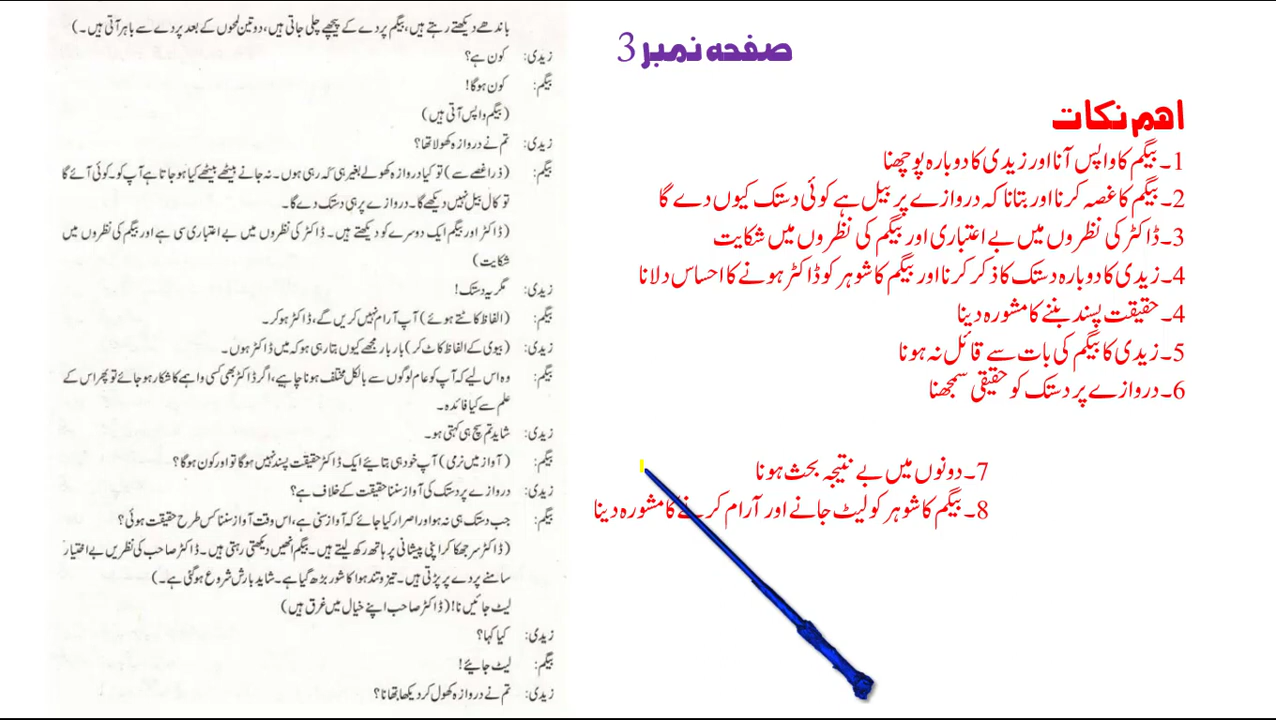 باندھے دیکھتے رہتے ہیں، بیگم پردے کے پیچھے چلی جاتی ہیں، دو تین لمحوں کے بعد پردے سے باہر آتی ہیں۔)
زیدی: کون ہے؟
بیگم: کون ہوگا!
(بیگم واپس آتی ہیں)
زیدی: تم نے دروازہ کھولا تھا؟
بیگم: (ذرا غصے سے) تو کیا دروازہ کھولے بغیر ہی کہہ رہی ہوں۔ نہ جانے بیٹھے بیٹھے کیا ہو جاتا ہے آپ کو۔ کوئی آئے گا
تو کال بیل نہیں دیکھے گا۔ دروازے پر ہی دستک دے گا۔
(ڈاکٹر اور بیگم ایک دوسرے کو دیکھتے ہیں۔ ڈاکٹر کی نظروں میں بے اعتباری سی ہے اور بیگم کی نظروں میں
شکایت)
زیدی: مگر یہ دستک!
بیگم: (الفاظ کاٹتے ہوئے) آپ آرام نہیں کریں گے، ڈاکٹر ہو کر۔
زیدی: (بیوی کے الفاظ کاٹ کر) بار بار مجھے کیوں بتا رہی ہو کہ میں ڈاکٹر ہوں۔
بیگم: وہ اس لیے کہ آپ کو عام لوگوں سے بالکل مختلف ہونا چاہیے، اگر ڈاکٹر بھی کسی واہمے کا شکار ہو جائے تو پھر اس کے
علم سے کیا فائدہ۔
زیدی: شاید تم سچ ہی کہتی ہو۔
بیگم: (آواز میں نرمی) آپ خود ہی بتائیے ایک ڈاکٹر حقیقت پسند نہیں ہوگا تو اور کون ہوگا؟
زیدی: دروازے پر دستک کی آواز سننا حقیقت کے خلاف ہے؟
بیگم: جب دستک ہی نہ ہو اور اصرار کیا جائے کہ آواز سنی ہے، اس وقت آواز سننا کس طرح حقیقت ہوئی؟
(ڈاکٹر سر جھکا کر اپنی پیشانی پر ہاتھ رکھ لیتے ہیں۔ بیگم انھیں دیکھتی رہتی ہیں۔ ڈاکٹر صاحب کی نظریں بے اختیار
سامنے پردے پر پڑتی ہیں۔ تیز و تند ہوا کا شور بڑھ گیا ہے۔ شاید بارش شروع ہو گئی ہے۔)
لیٹ جائیں نا! (ڈاکٹر صاحب اپنے خیال میں غرق ہیں)
زیدی: کیا کہا؟
بیگم: لیٹ جائیے!
زیدی: تم نے دروازہ کھول کر دیکھا تھا نا؟
صفحه نمبر 3
اهم نکات
1۔ بیگم کا واپس آنا اور زیدی کا دوبارہ پوچھنا
2۔ بیگم کا غصہ کرنا اور بتانا کہ دروازے پر بیل ہے کوئی دستک کیوں دے گا
3۔ ڈاکٹر کی نظروں میں بے اعتباری اور بیگم کی نظروں میں شکایت
4۔ زیدی کا دوبارہ دستک کا ذکر کرنا اور بیگم کا شوہر کو ڈاکٹر ہونے کا احساس دلانا
4۔ حقیقت پسند بننے کا مشورہ دینا
5۔ زیدی کا بیگم کی بات سے قائل نہ ہونا
6۔ دروازے پر دستک کو حقیقی سمجھنا
7۔ دونوں میں بے نتیجہ بحث ہونا
8۔ بیگم کا شوہر کو لیٹ جانے اور آرام کرنے کا مشورہ دینا